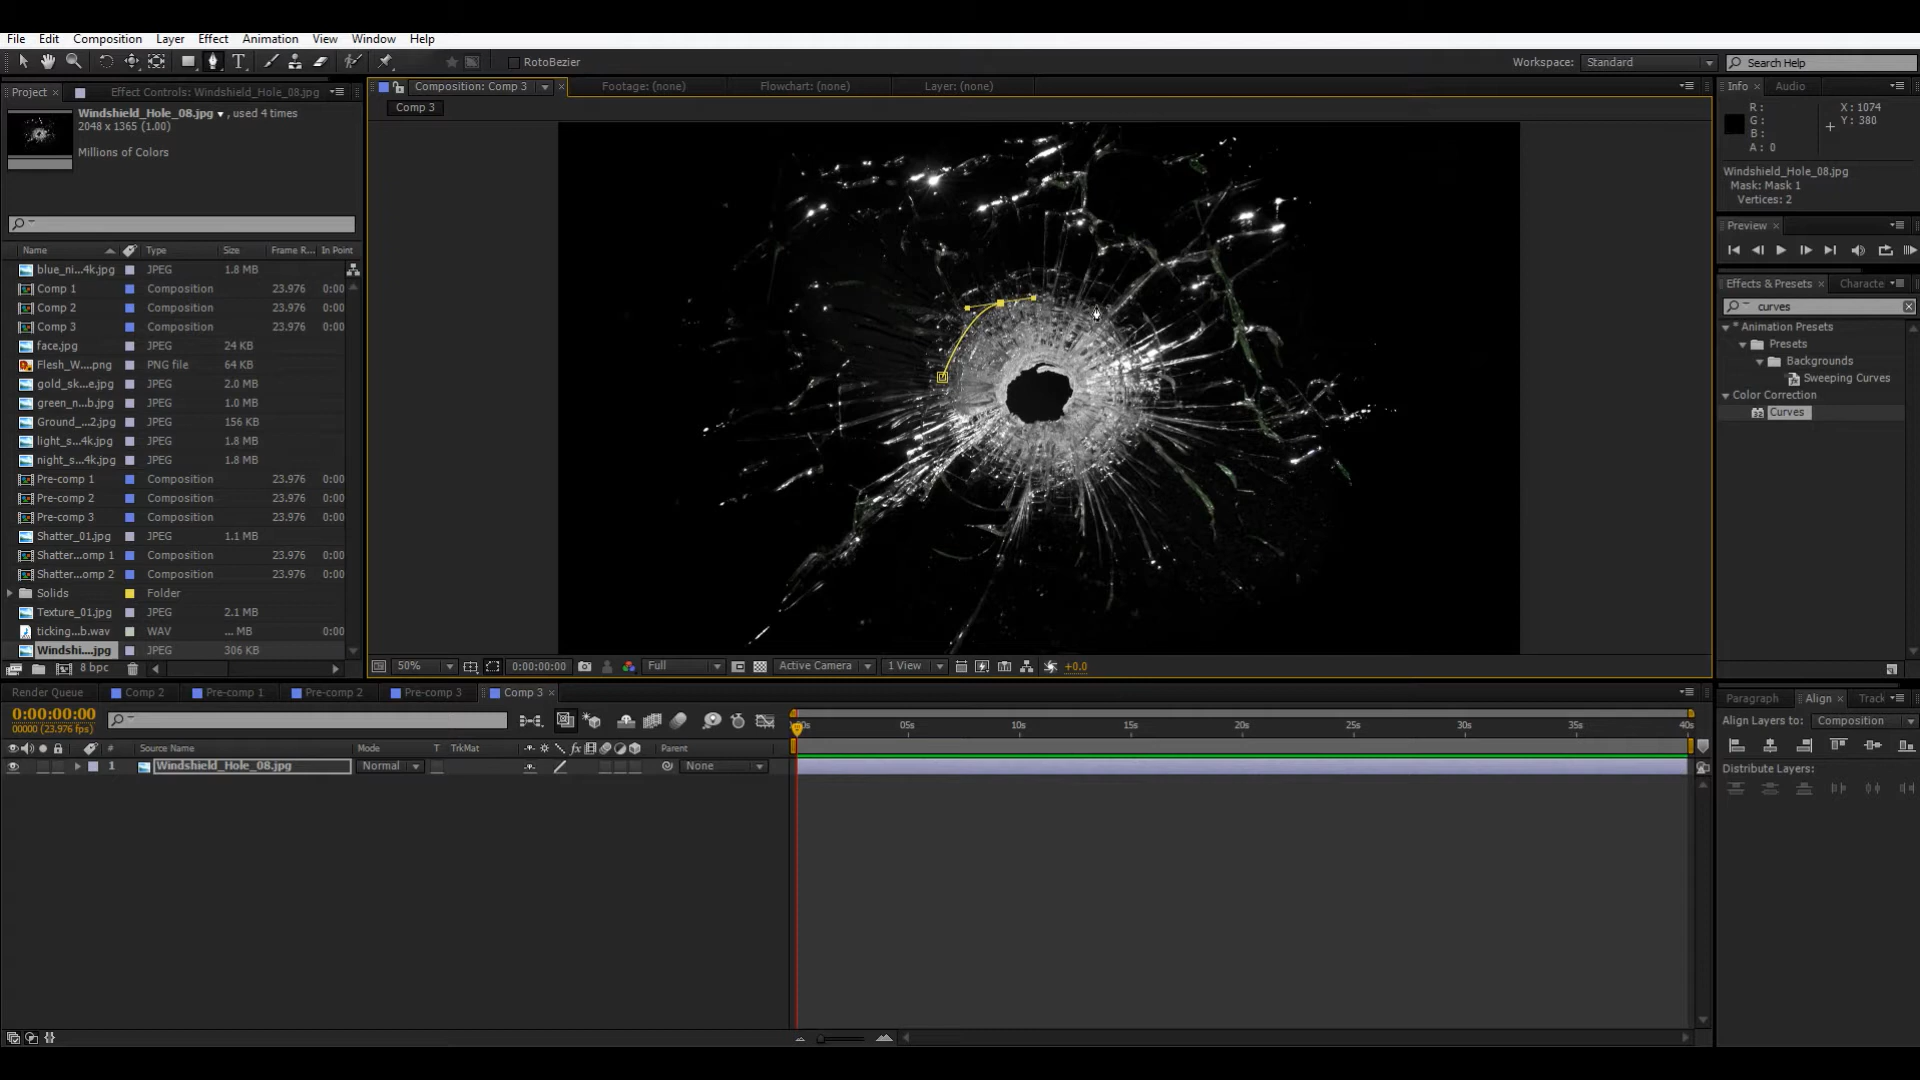 File Edit Composition Layer Effect Animation View Window Help
RotoBezier
Workspace: Standard
Search Help
Project
Effect Controls: Windshield_Hole_08.jpg
Windshield_Hole_08.jpg , used 4 times
2048 x 1365 (1.00)
Millions of Colors
Name Type Size Frame R... In Point
blue_ni...4k.jpg JPEG 1.8 MB
Comp 1 Composition 23.976 0:00
Comp 2 Composition 23.976 0:00
Comp 3 Composition 23.976 0:00
face.jpg JPEG 24 KB
Flesh_W....png PNG file 64 KB
gold_sk...e.jpg JPEG 2.0 MB
green_n...b.jpg JPEG 1.0 MB
Ground_...2.jpg JPEG 156 KB
light_s...4k.jpg JPEG 1.8 MB
night_s...4k.jpg JPEG 1.8 MB
Pre-comp 1 Composition 23.976 0:00
Pre-comp 2 Composition 23.976 0:00
Pre-comp 3 Composition 23.976 0:00
Shatter_01.jpg JPEG 1.1 MB
Shatter...omp 1 Composition 23.976 0:00
Shatter...omp 2 Composition 23.976 0:00
Solids Folder
Texture_01.jpg JPEG 2.1 MB
ticking...b.wav WAV ... MB 0:00
Windshi....jpg JPEG 306 KB
8 bpc
Composition: Comp 3
Footage: (none)
Flowchart: (none)
Layer: (none)
Comp 3
50% 0:00:00:00 Full Active Camera 1 View +0.0
Info Audio
R: X: 1074
G: Y: 380
B:
A: 0
Windshield_Hole_08.jpg
Mask: Mask 1
Vertices: 2
Preview
Effects & Presets Characte
curves
* Animation Presets
Presets
Backgrounds
Sweeping Curves
Color Correction
Curves
Render Queue Comp 2 Pre-comp 1 Pre-comp 2 Pre-comp 3 Comp 3
0:00:00:00
00000 (23.976 fps)
# Source Name Mode T TrkMat Parent
1 Windshield_Hole_08.jpg Normal None
05s 10s 15s 20s 25s 30s 35s 40s
Paragraph Align Track
Align Layers to: Composition
Distribute Layers: